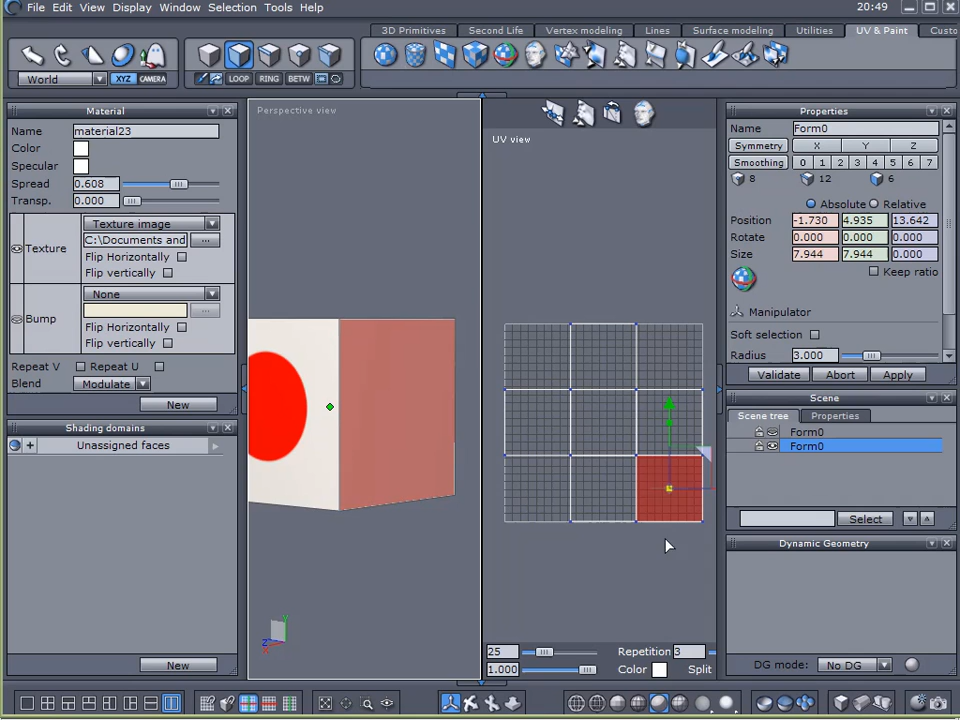 File Edit View Display Window Selection Tools Help 20:49
3D Primitives Second Life Vertex modeling Lines Surface modeling Utilities UV & Paint
World XYZ CAMERA LOOP RING BETW
Material
Name material23
Color
Specular
Spread 0.608
Transp. 0.000
Texture image
Texture C:\Documents and ...
Flip Horizontally
Flip vertically
None
Bump ...
Flip Horizontally
Flip vertically
Repeat V Repeat U
Blend Modulate
New
Shading domains
Unassigned faces
New
Perspective view
Y
Z
X
UV view
25 Repetition 3
1.000 Color Split
Properties
Name Form0
Symmetry X Y Z
Smoothing 0 1 2 3 4 5 6 7
8 12 6
Absolute Relative
Position -1.730 4.935 13.642
Rotate 0.000 0.000 0.000
Size 7.944 7.944 0.000
Keep ratio
Manipulator
Soft selection
Radius 3.000
Validate Abort Apply
Scene
Scene tree Properties
Form0
Form0
Select
Dynamic Geometry
DG mode: No DG